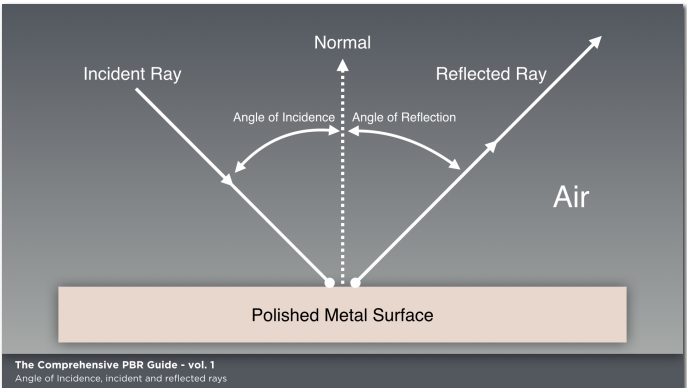 Normal
Incident Ray
Reflected Ray
Angle of Incidence
Angle of Reflection
Air
Polished Metal Surface
The Comprehensive PBR Guide - vol. 1
Angle of Incidence, incident and reflected rays